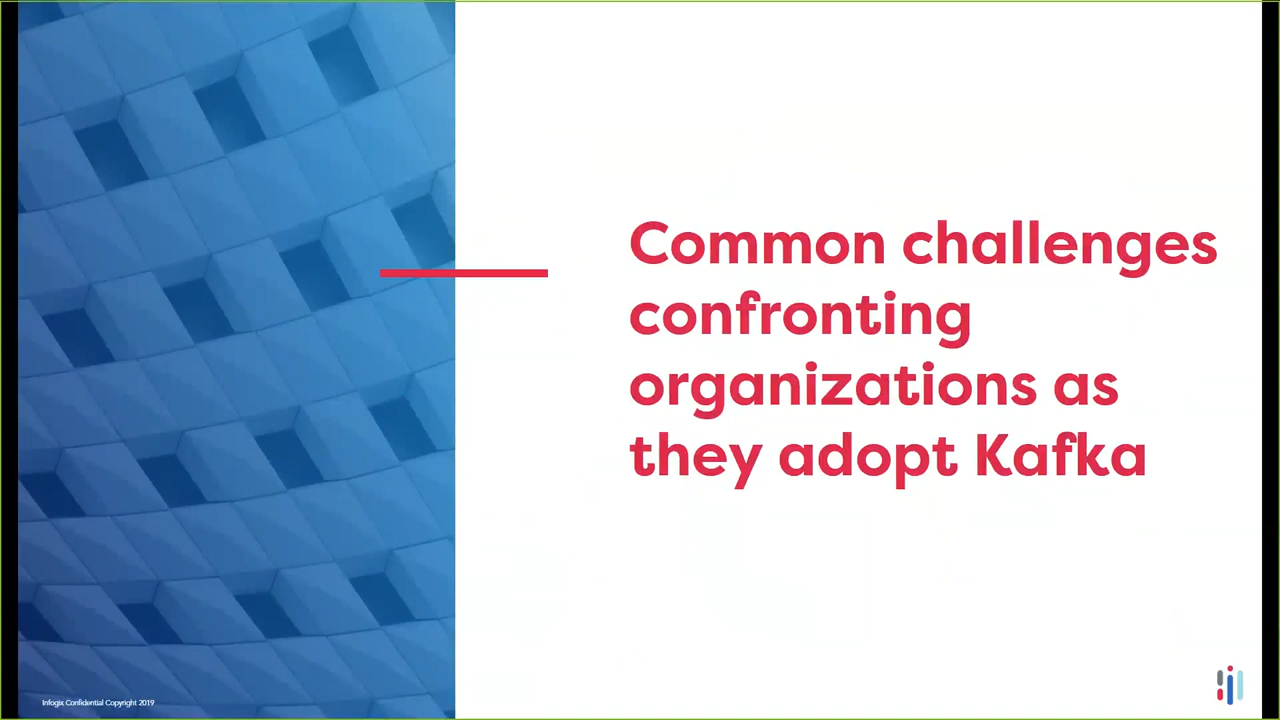 Common challenges
confronting
organizations as
they adopt Kafka
Infogix Confidential Copyright 2019